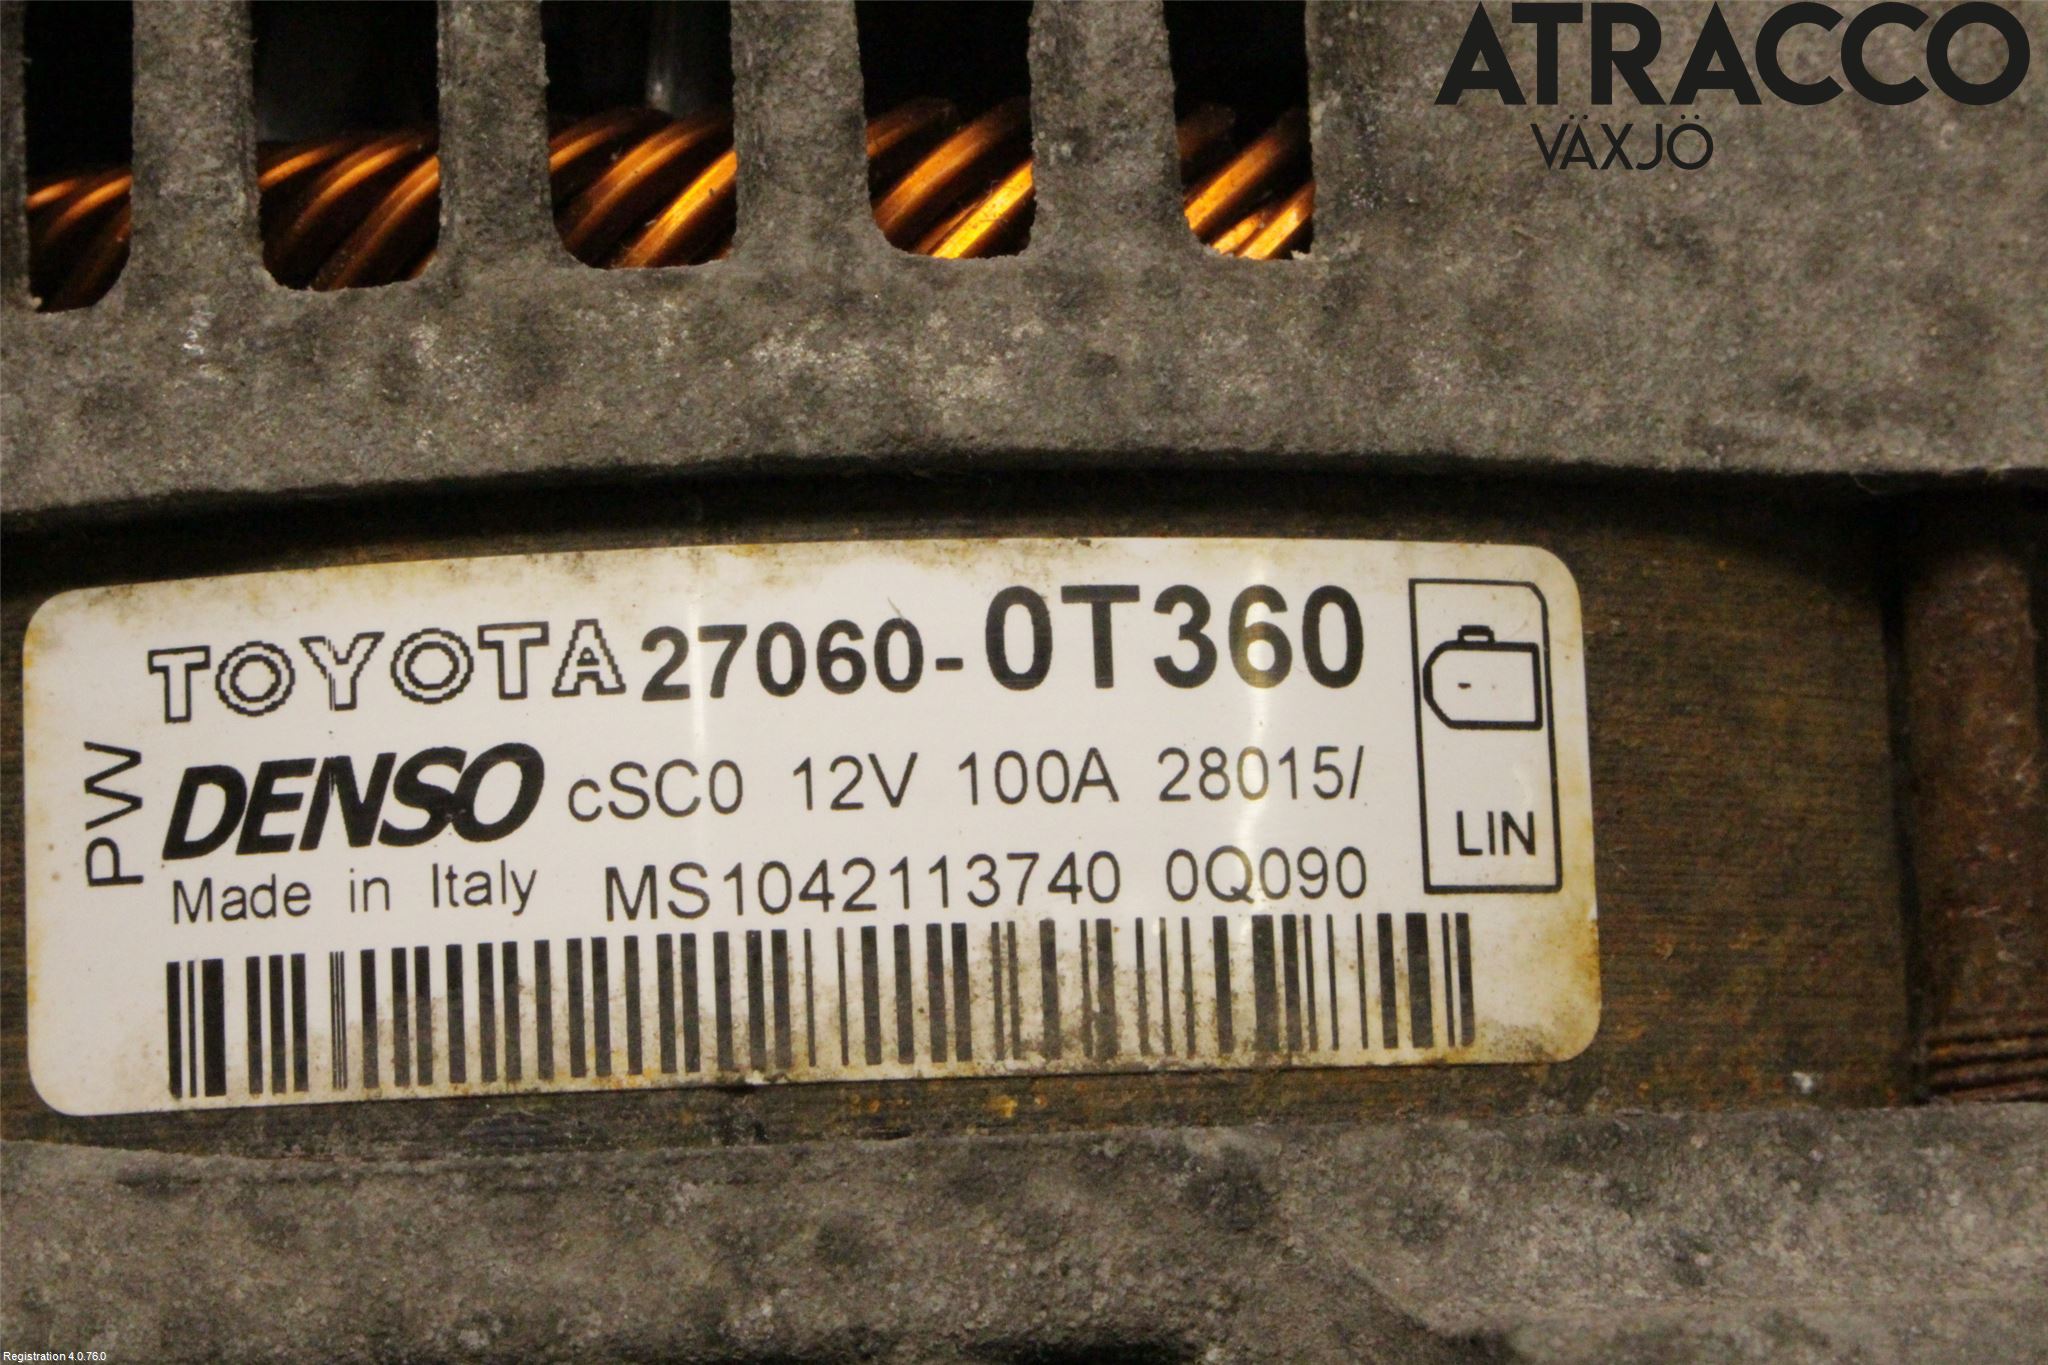 ATRACCO
VÄXJÖ
TOYOTA 27060-0T360
PW
DENSO cSC0 12V 100A 28015/
LIN
Made in Italy MS1042113740 0Q090
Registration 4.0.76.0